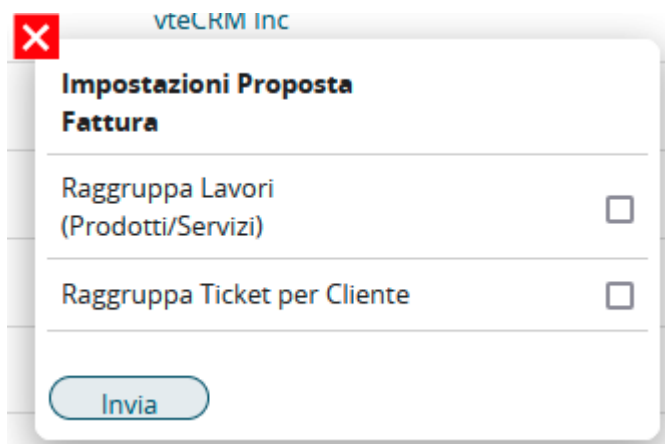 vteCRM Inc
Impostazioni Proposta
Fattura
Raggruppa Lavori
(Prodotti/Servizi)
Raggruppa Ticket per Cliente
Invia